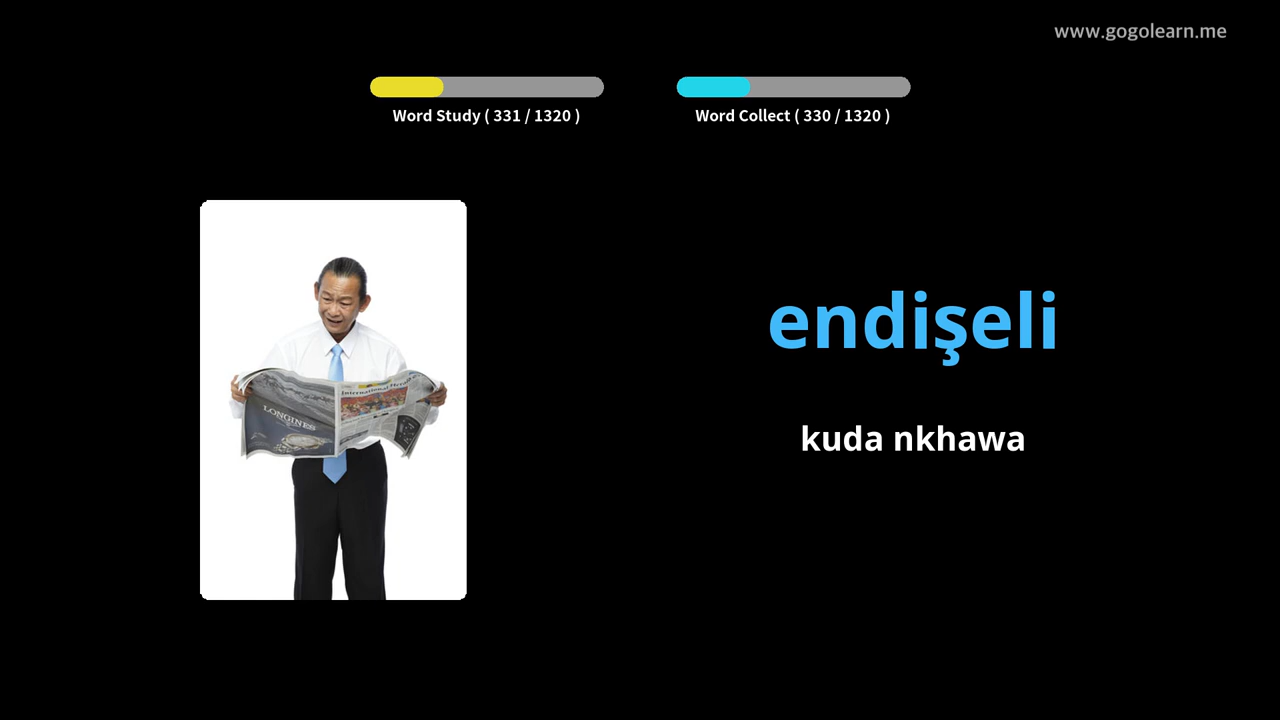 www.gogolearn.me
Word Study ( 331 / 1320 )
Word Collect ( 330 / 1320 )
endişeli
kuda nkhawa
LONGINES